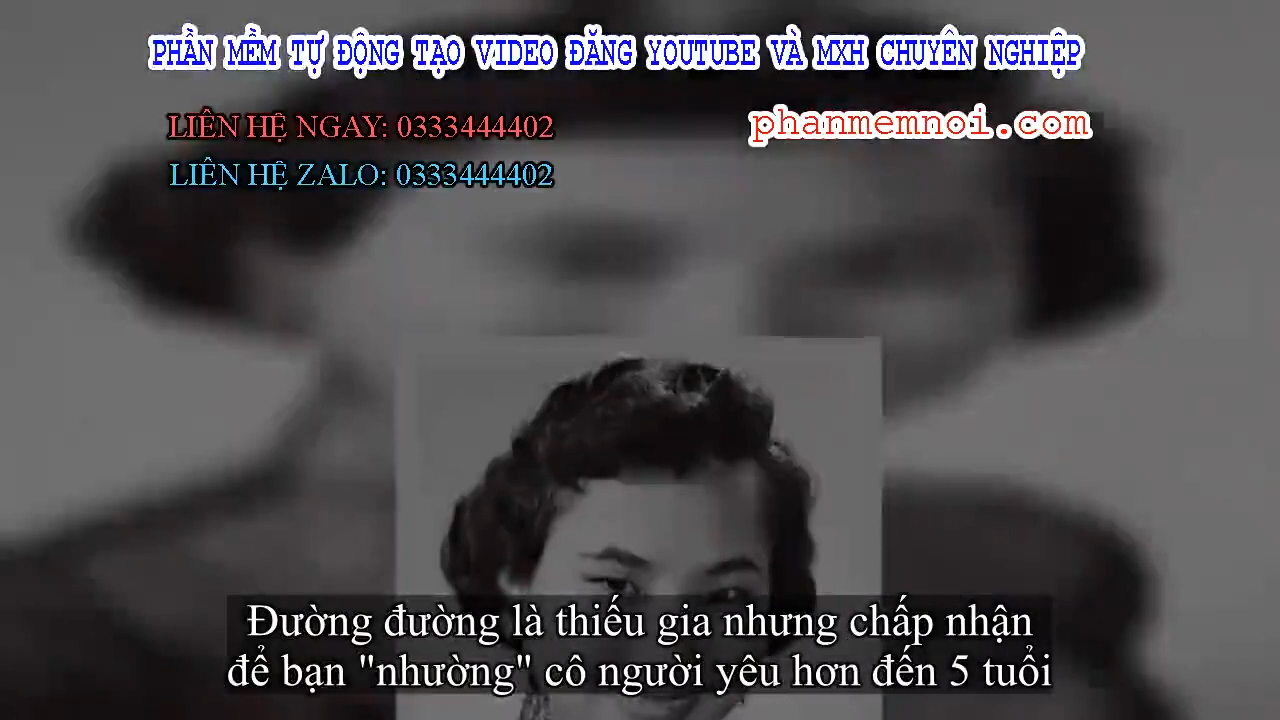 PHẦN MỀM TỰ ĐỘNG TẠO VIDEO ĐĂNG YOUTUBE VÀ MXH CHUYÊN NGHIỆP
LIÊN HỆ NGAY: 0333444402
phanmemnoi.com
LIÊN HỆ ZALO: 0333444402
Đường đường là thiếu gia nhưng chấp nhận
để bạn "nhường" cô người yêu hơn đến 5 tuổi